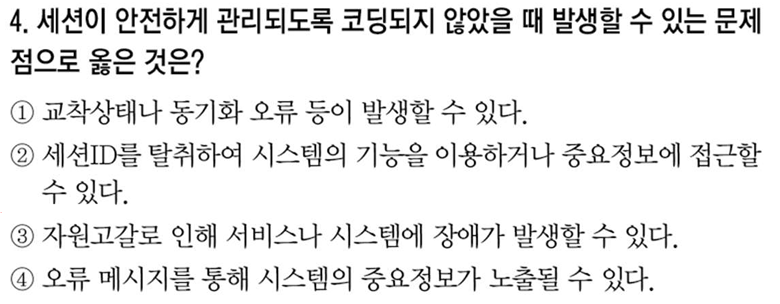 4. 세션이 안전하게 관리되도록 코딩되지 않았을 때 발생할 수 있는 문제
점으로 옳은 것은?
① 교착상태나 동기화 오류 등이 발생할 수 있다.
② 세션ID를 탈취하여 시스템의 기능을 이용하거나 중요정보에 접근할
수 있다.
③ 자원고갈로 인해 서비스나 시스템에 장애가 발생할 수 있다.
④ 오류 메시지를 통해 시스템의 중요정보가 노출될 수 있다.